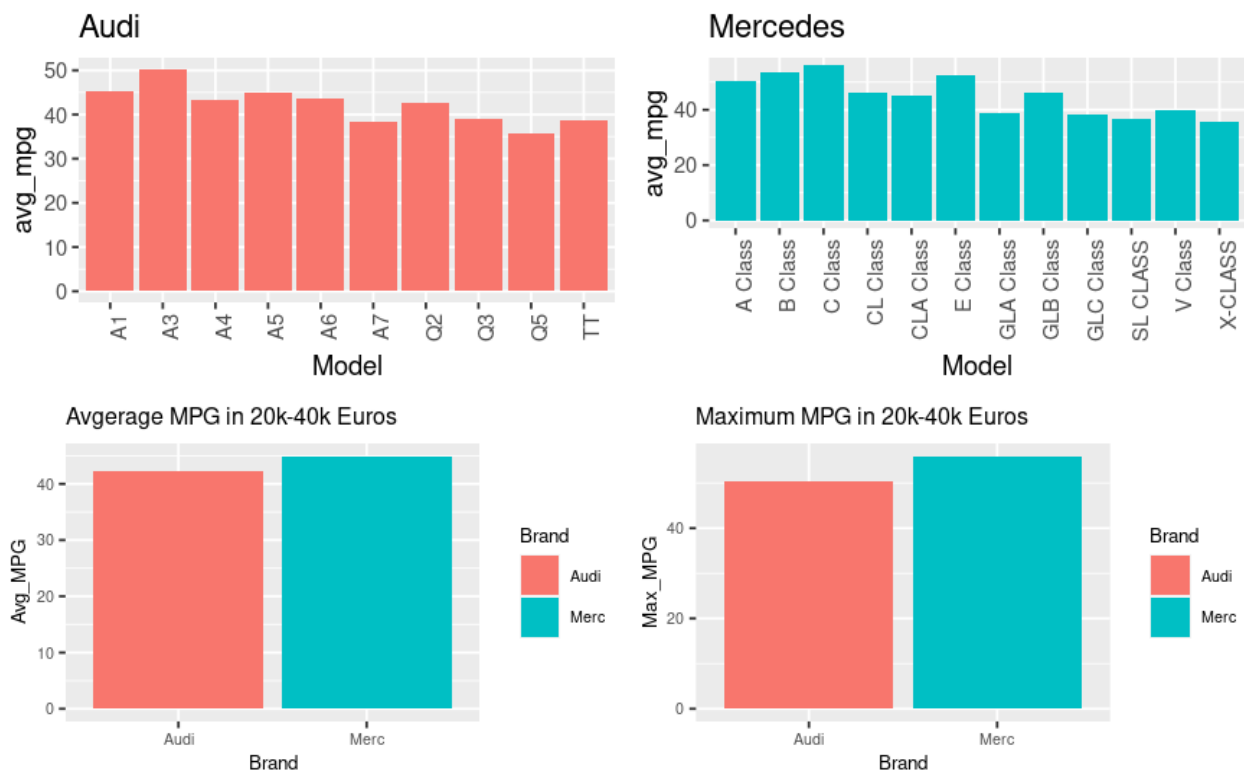 Audi
avg_mpg
50
40
30
20
10
0
A1
A3
A4
A5
A6
A7
Q2
Q3
Q5
TT
Model
Mercedes
avg_mpg
40
20
0
A Class
B Class
C Class
CL Class
CLA Class
E Class
GLA Class
GLB Class
GLC Class
SL CLASS
V Class
X-CLASS
Model
Avgerage MPG in 20k-40k Euros
Avg_MPG
40
30
20
10
0
Audi
Merc
Brand
Brand
Audi
Merc
Maximum MPG in 20k-40k Euros
Max_MPG
40
20
0
Audi
Merc
Brand
Brand
Audi
Merc